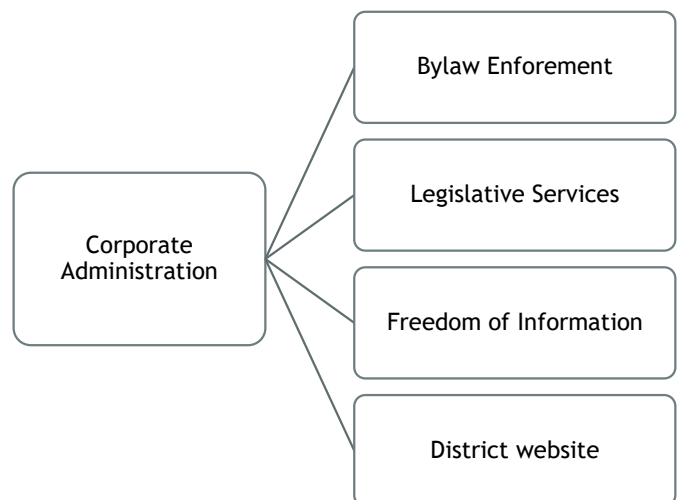 Corporate
Administration
Bylaw Enforement
Legislative Services
Freedom of Information
District website